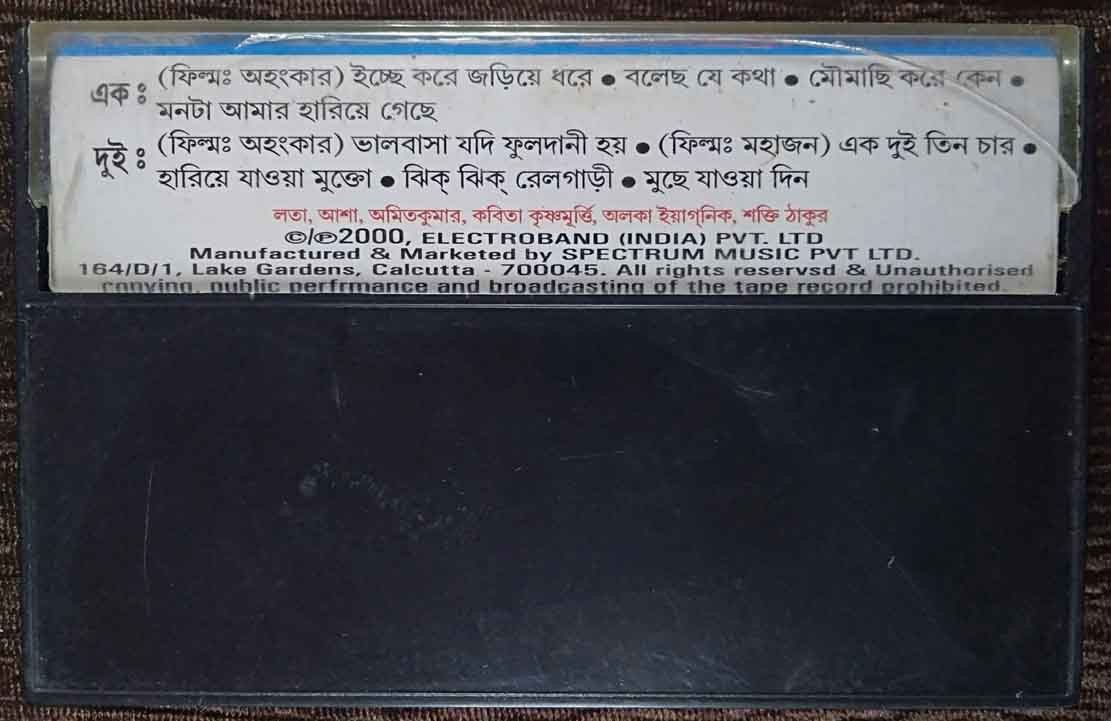 একঃ (ফিল্মঃ অহংকার) ইচ্ছে করে জড়িয়ে ধরে ● বলেছ যে কথা ● মৌমাছি করে কেন ●
মনটা আমার হারিয়ে গেছে
দুইঃ (ফিল্মঃ অহংকার) ভালবাসা যদি ফুলদানী হয় ● (ফিল্মঃ মহাজন) এক দুই তিন চার ●
হারিয়ে যাওয়া মুক্তো ● ঝিক্ ঝিক্ রেলগাড়ী ● মুছে যাওয়া দিন
লতা, আশা, অমিতকুমার, কবিতা কৃষ্ণমূর্ত্তি, অলকা ইয়াগ্‌নিক, শক্তি ঠাকুর
©/℗2000, ELECTROBAND (INDIA) PVT. LTD
Manufactured & Marketed by SPECTRUM MUSIC PVT LTD.
164/D/1, Lake Gardens, Calcutta - 700045. All rights reservsd & Unauthorised
copying, public perfrmance and broadcasting of the tape record prohibited.